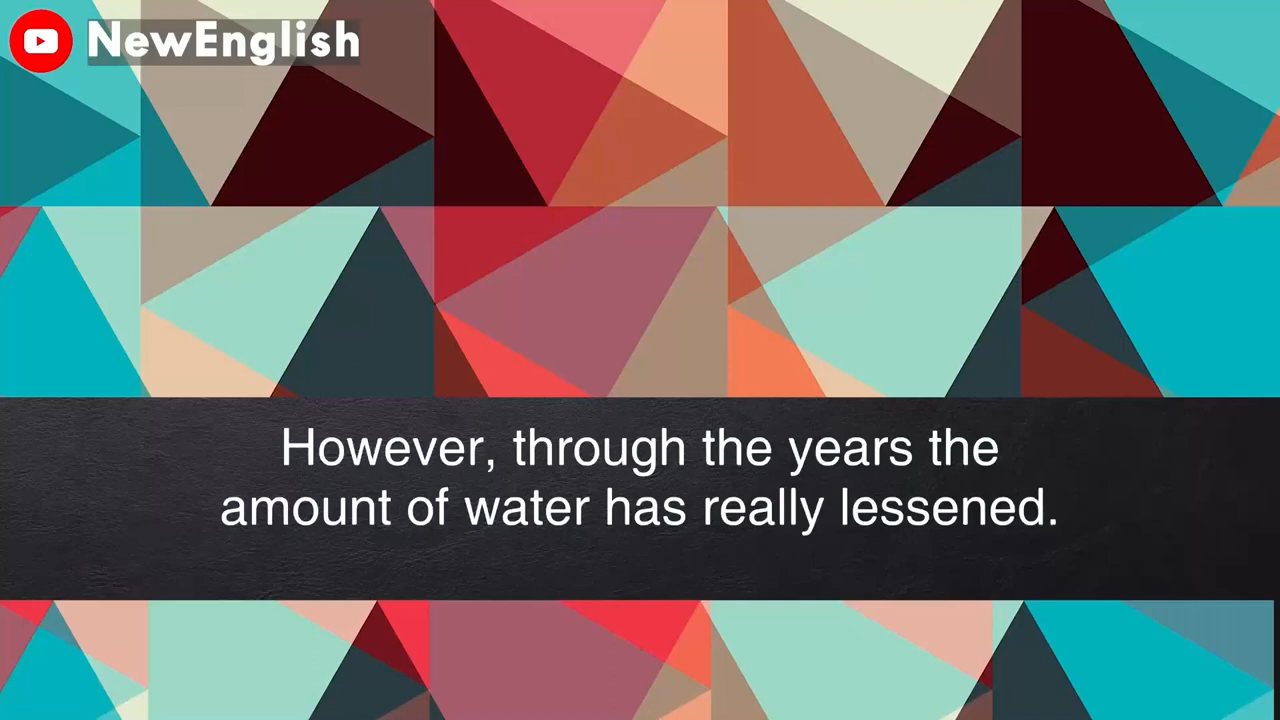 NewEnglish
However, through the years the
amount of water has really lessened.